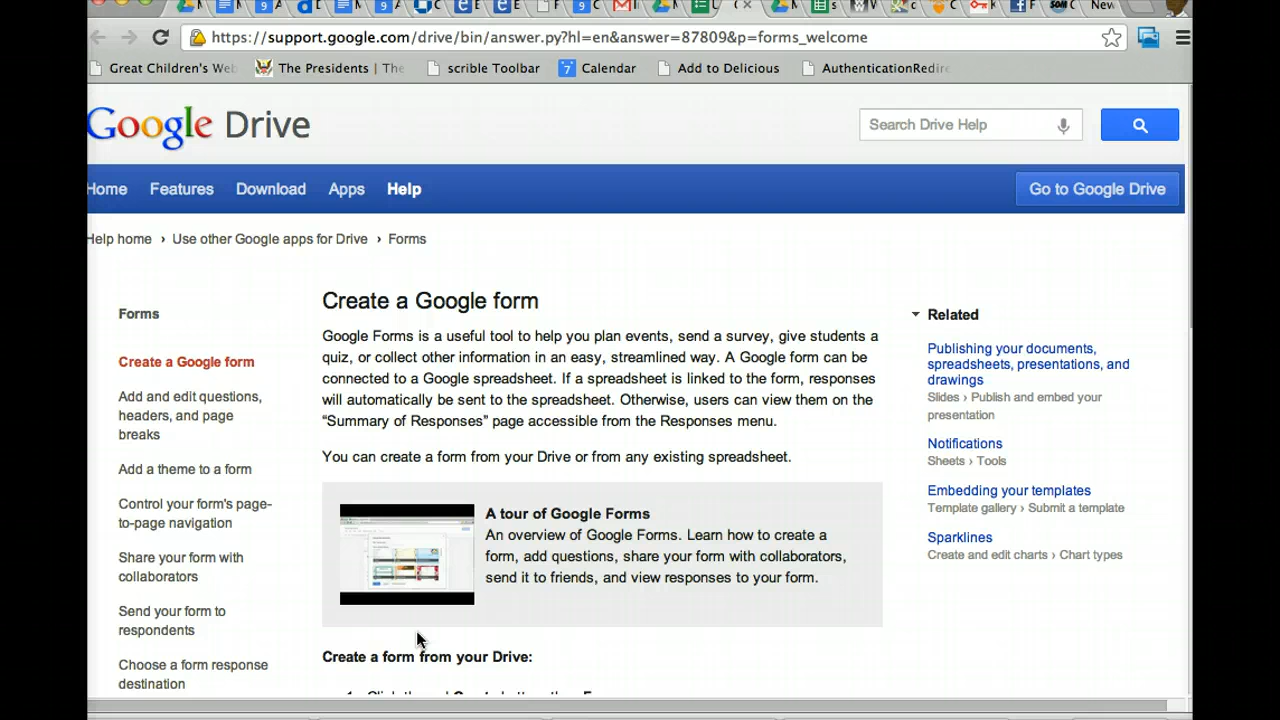 https://support.google.com/drive/bin/answer.py?hl=en&answer=87809&p=forms_welcome
Great Children's Web
The Presidents | The
scrible Toolbar
7 Calendar
Add to Delicious
AuthenticationRedire
Google Drive
Search Drive Help
Home Features Download Apps Help
Go to Google Drive
Help home › Use other Google apps for Drive › Forms
Forms
Create a Google form
Add and edit questions,
headers, and page
breaks
Add a theme to a form
Control your form's page-
to-page navigation
Share your form with
collaborators
Send your form to
respondents
Choose a form response
destination
Create a Google form
Google Forms is a useful tool to help you plan events, send a survey, give students a
quiz, or collect other information in an easy, streamlined way. A Google form can be
connected to a Google spreadsheet. If a spreadsheet is linked to the form, responses
will automatically be sent to the spreadsheet. Otherwise, users can view them on the
“Summary of Responses” page accessible from the Responses menu.
You can create a form from your Drive or from any existing spreadsheet.
A tour of Google Forms
An overview of Google Forms. Learn how to create a
form, add questions, share your form with collaborators,
send it to friends, and view responses to your form.
Create a form from your Drive:
Related
Publishing your documents,
spreadsheets, presentations, and
drawings
Slides › Publish and embed your
presentation
Notifications
Sheets › Tools
Embedding your templates
Template gallery › Submit a template
Sparklines
Create and edit charts › Chart types